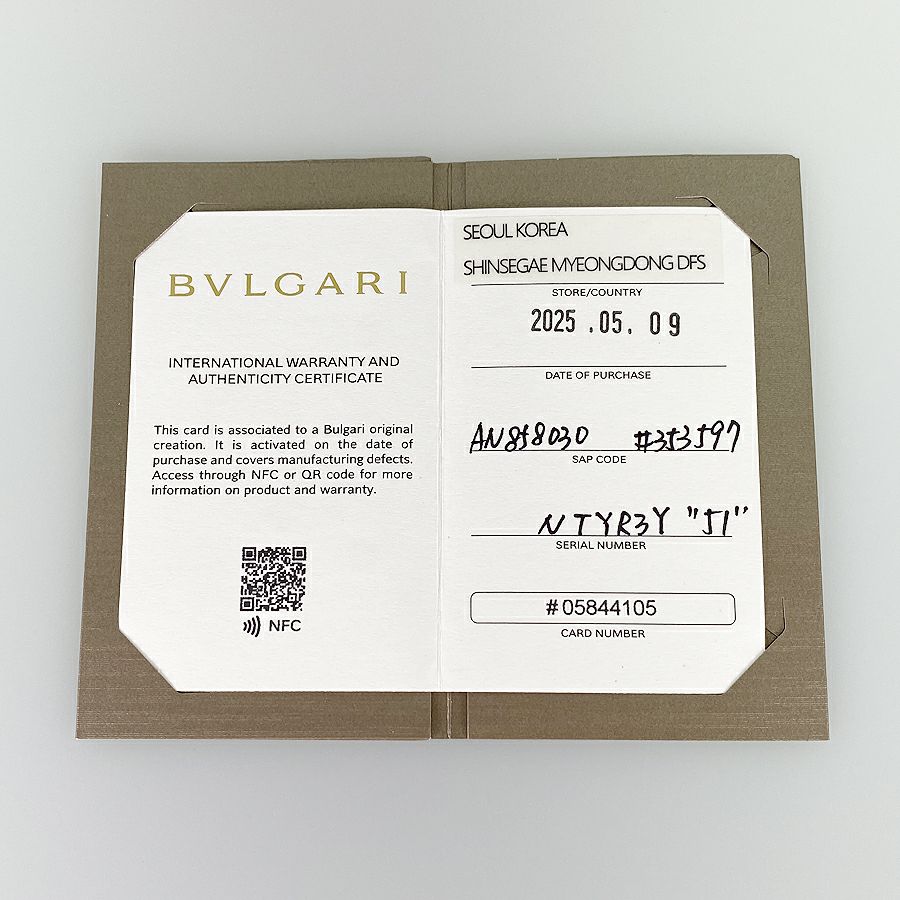 BVLGARI
INTERNATIONAL WARRANTY AND
AUTHENTICITY CERTIFICATE
This card is associated to a Bulgari original
creation. It is activated on the date of
purchase and covers manufacturing defects.
Access through NFC or QR code for more
information on product and warranty.
NFC
SEOUL KOREA
SHINSEGAE MYEONGDONG DFS
STORE/COUNTRY
2025 .05. 09
DATE OF PURCHASE
AN858030 #353597
SAP CODE
NTYR3Y "51"
SERIAL NUMBER
#05844105
CARD NUMBER